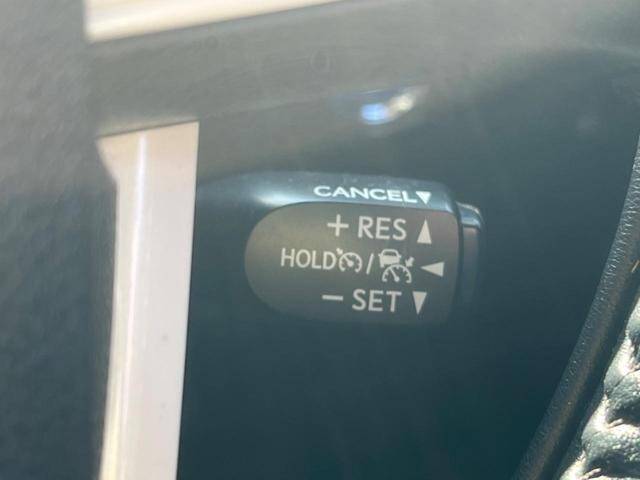 CANCEL▼
+ RES ▲
HOLD / ◀
− SET ▼